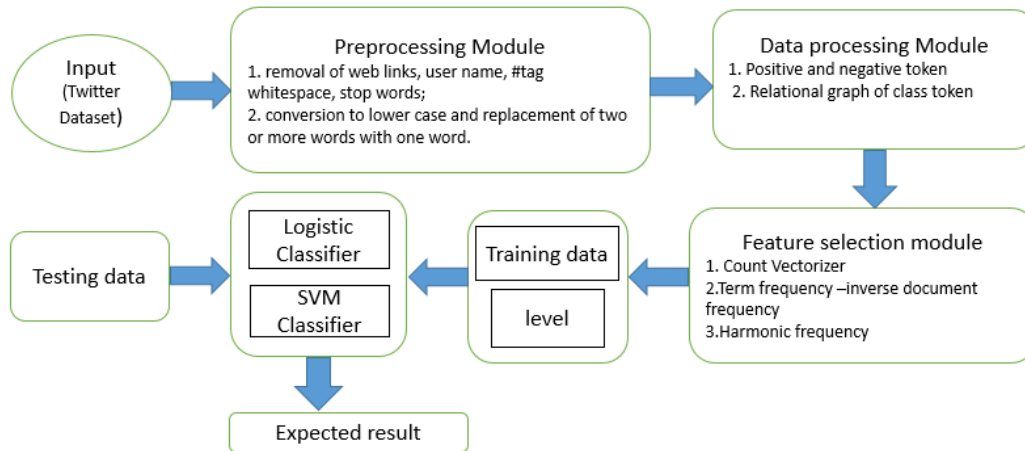 Input
(Twitter
Dataset)
Preprocessing Module
1. removal of web links, user name, #tag
whitespace, stop words;
2. conversion to lower case and replacement of two
or more words with one word.
Data processing Module
1. Positive and negative token
2. Relational graph of class token
Testing data
Logistic
Classifier
SVM
Classifier
Training data
level
Feature selection module
1. Count Vectorizer
2.Term frequency –inverse document
frequency
3.Harmonic frequency
Expected result